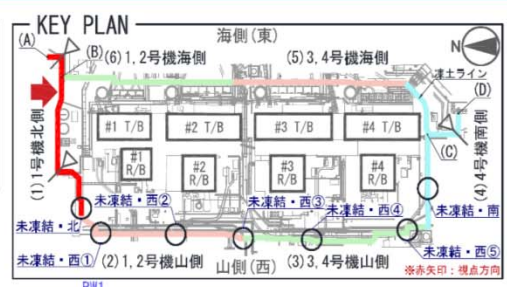 KEY PLAN
海側(東)
N
(A)
(B)
(6)1,2号機海側
(5)3,4号機海側
凍土ライン
(D)
(1)1号機北側
#1 T/B
#2 T/B
#3 T/B
#4 T/B
(C)
(4)4号機南側
#1
R/B
#2
R/B
#3
R/B
#4
R/B
未凍結・西②
未凍結・西③
未凍結・西④
未凍結・南
未凍結・北
未凍結・西①
(2)1,2号機山側
山側(西)
(3)3,4号機山側
未凍結・西⑤
※赤矢印:視点方向